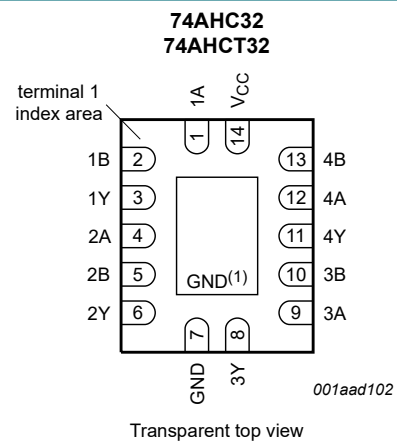 74AHC32
74AHCT32
terminal 1
index area
1A
VCC
1
14
1B 2 13 4B
1Y 3 12 4A
2A 4 11 4Y
2B 5 GND(1) 10 3B
2Y 6 9 3A
7
8
GND
3Y
001aad102
Transparent top view